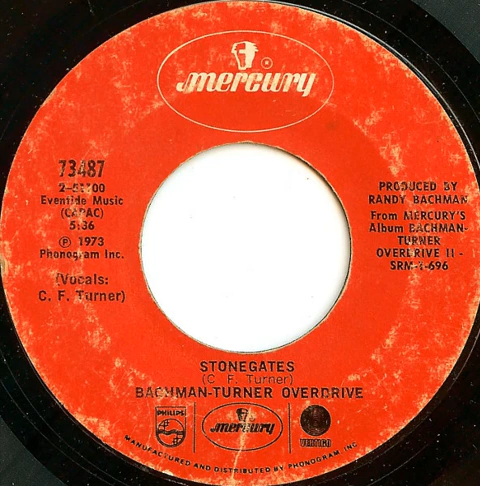 mercury
®
73487
2-51100
Eventide Music
(CAPAC)
5:36
℗ 1973
Phonogram Inc.
(Vocals:
C. F. Turner)
PRODUCED BY
RANDY BACHMAN
From MERCURY'S
Album BACHMAN-
TURNER
OVERDRIVE II -
SRM-1-696
STONEGATES
(C. F. Turner)
BACHMAN-TURNER OVERDRIVE
PHILIPS
mercury
VERTIGO
MANUFACTURED AND DISTRIBUTED BY PHONOGRAM, INC.